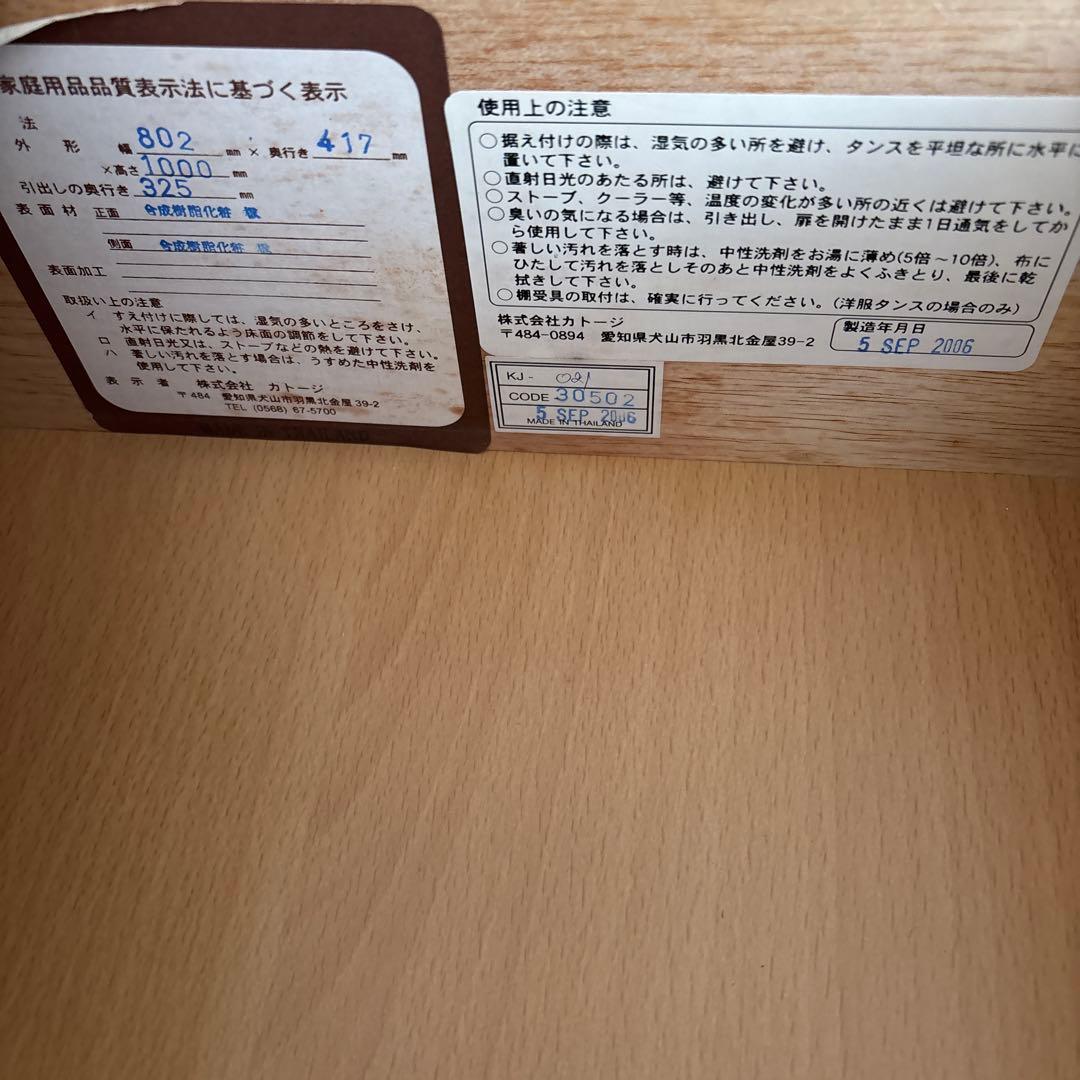 家庭用品品質表示法に基づく表示
法
外 形 幅 802 mm × 奥行き 417 mm
×高さ 1000 mm
引出しの奥行き 325 mm
表面材 正面 合成樹脂化粧
側面 合成樹脂化粧
表面加工
取扱い上の注意
イ すえ付けに際しては、湿気の多いところをさけ、
水平に保たれるよう床面の調節をして下さい。
ロ 直射日光又は、ストーブなどの熱を避けて下さい。
ハ 著しい汚れを落とす場合は、うすめた中性洗剤を
使用して下さい。
表示者 株式会社 カトージ
〒484 愛知県犬山市羽黒北金屋39-2
TEL (0568) 67-5700
使用上の注意
○据え付けの際は、湿気の多い所を避け、タンスを平坦な所に水平に
置いて下さい。
○直射日光のあたる所は、避けて下さい。
○ストーブ、クーラー等、温度の変化が多い所の近くは避けて下さい。
○臭いの気になる場合は、引き出し、扉を開けたまま1日通気をしてか
ら使用して下さい。
○著しい汚れを落とす時は、中性洗剤をお湯に薄め(5倍～10倍)、布に
ひたして汚れを落としそのあと中性洗剤をよくふきとり、最後に乾
拭きして下さい。
○棚受具の取付は、確実に行ってください。(洋服タンスの場合のみ)
株式会社カトージ
〒484-0894 愛知県犬山市羽黒北金屋39-2
製造年月日
5 SEP 2006
KJ- 021
CODE 30502
5 SEP 2006
MADE IN THAILAND